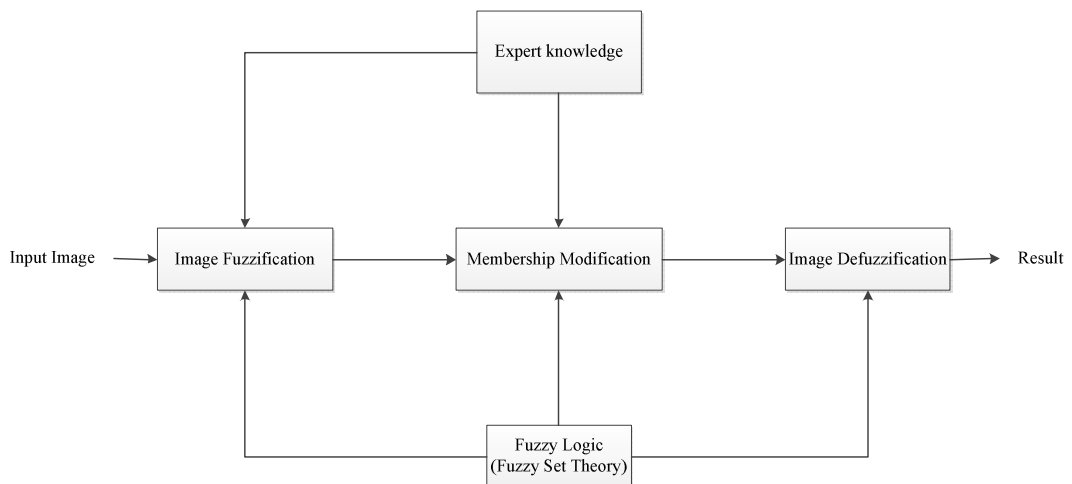 Expert knowledge
Input Image
Image Fuzzification
Membership Modification
Image Defuzzification
Result
Fuzzy Logic
(Fuzzy Set Theory)